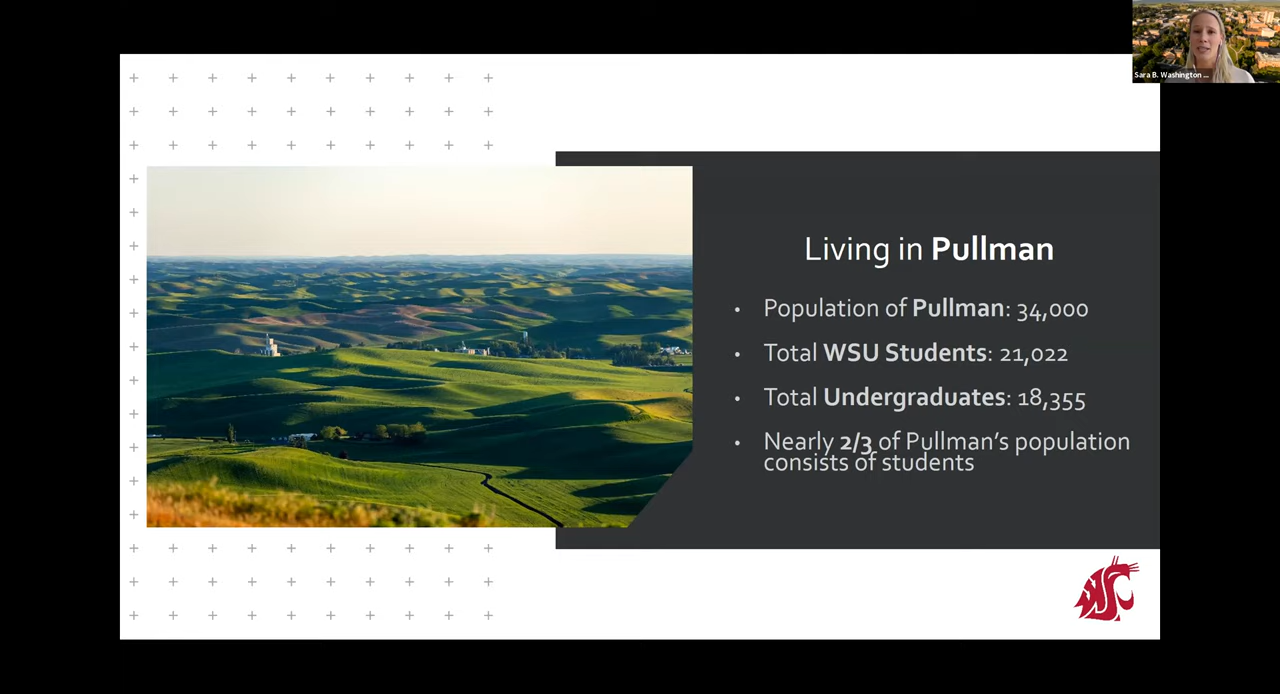 Sara B. Washington ...
Living in Pullman
• Population of Pullman: 34,000
• Total WSU Students: 21,022
• Total Undergraduates: 18,355
• Nearly 2/3 of Pullman’s population
consists of students